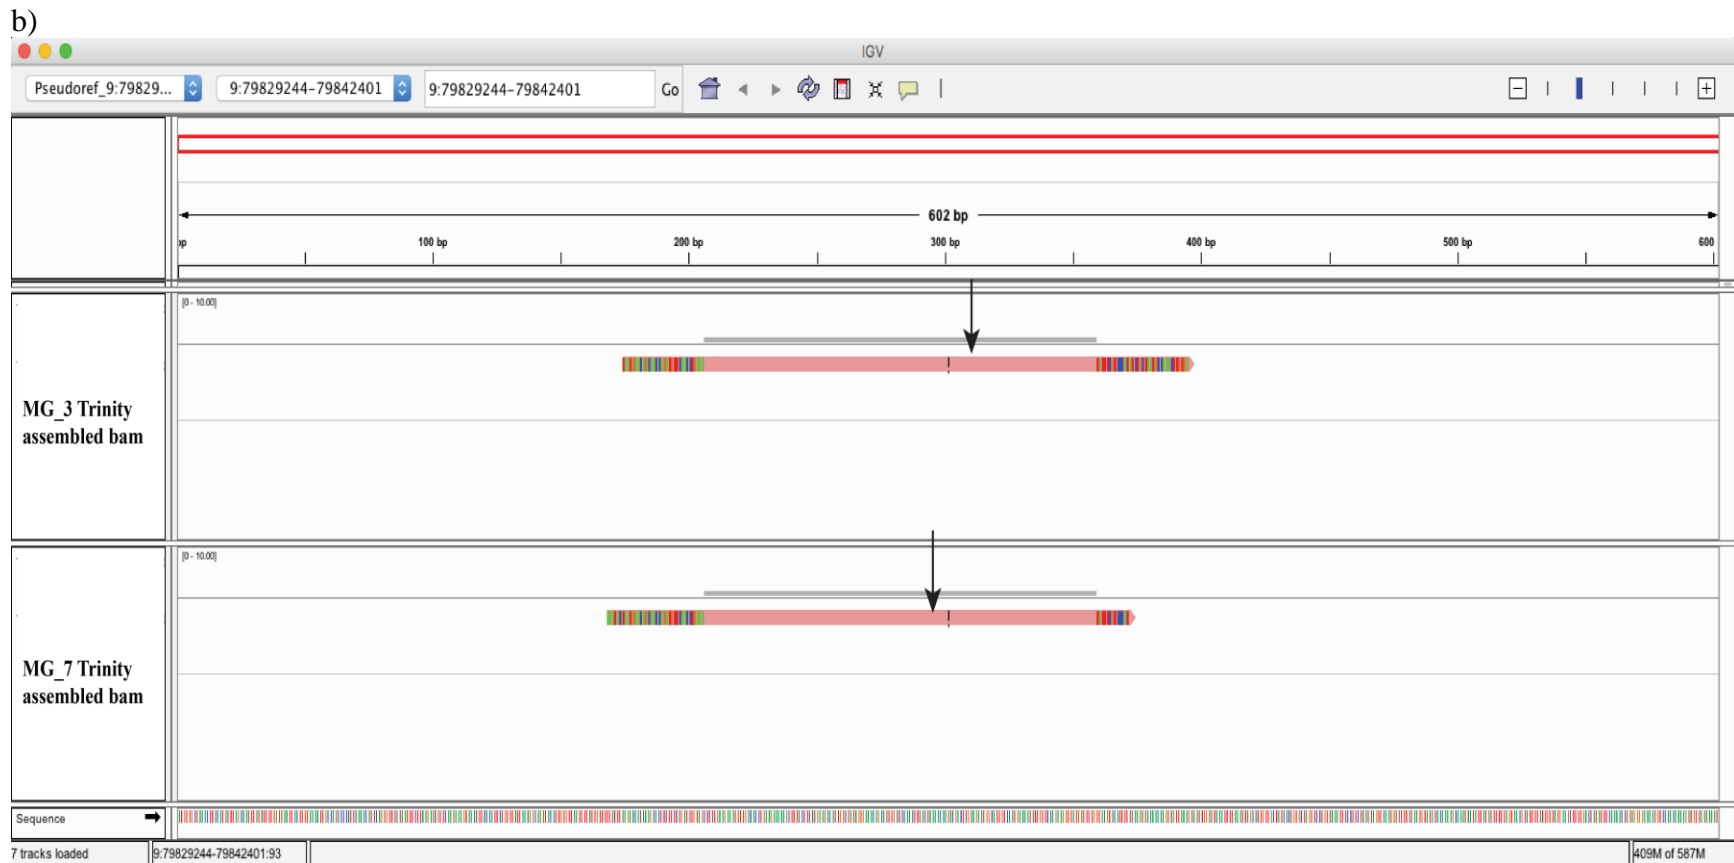 b)
IGV
Pseudoref_9:79829... 9:79829244-79842401 9:79829244-79842401 Go
602 bp
bp 100 bp 200 bp 300 bp 400 bp 500 bp 600
[0 - 10.00]
MG_3 Trinity
assembled bam
[0 - 10.00]
MG_7 Trinity
assembled bam
Sequence
7 tracks loaded 9:79829244-79842401:93 409M of 587M